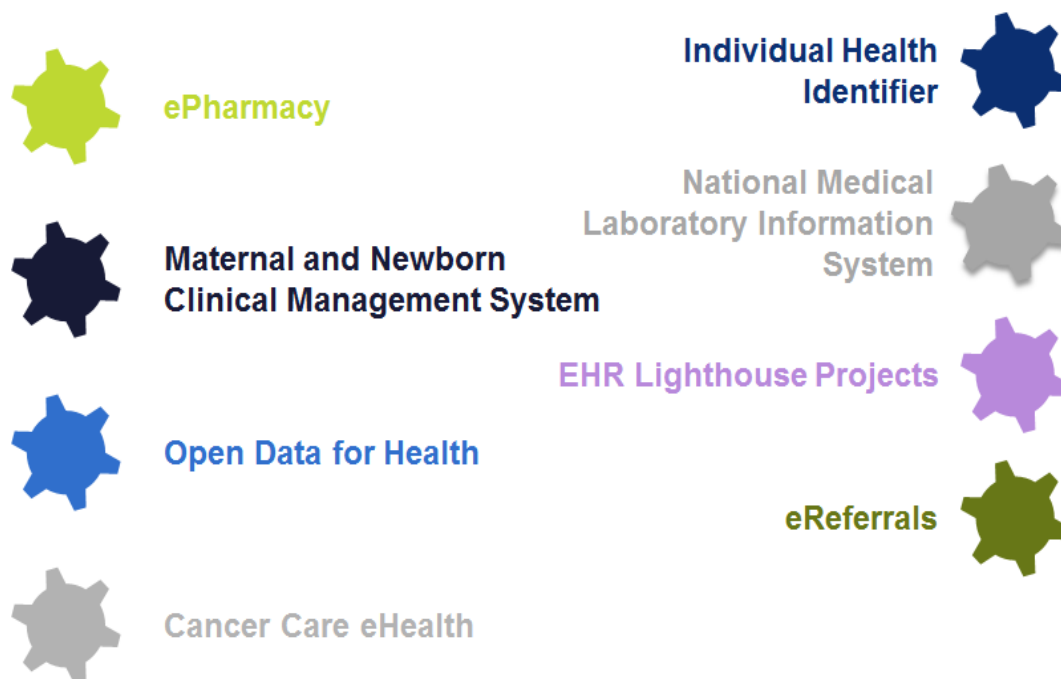 ePharmacy
Maternal and Newborn
Clinical Management System
Open Data for Health
Cancer Care eHealth
Individual Health
Identifier
National Medical
Laboratory Information
System
EHR Lighthouse Projects
eReferrals